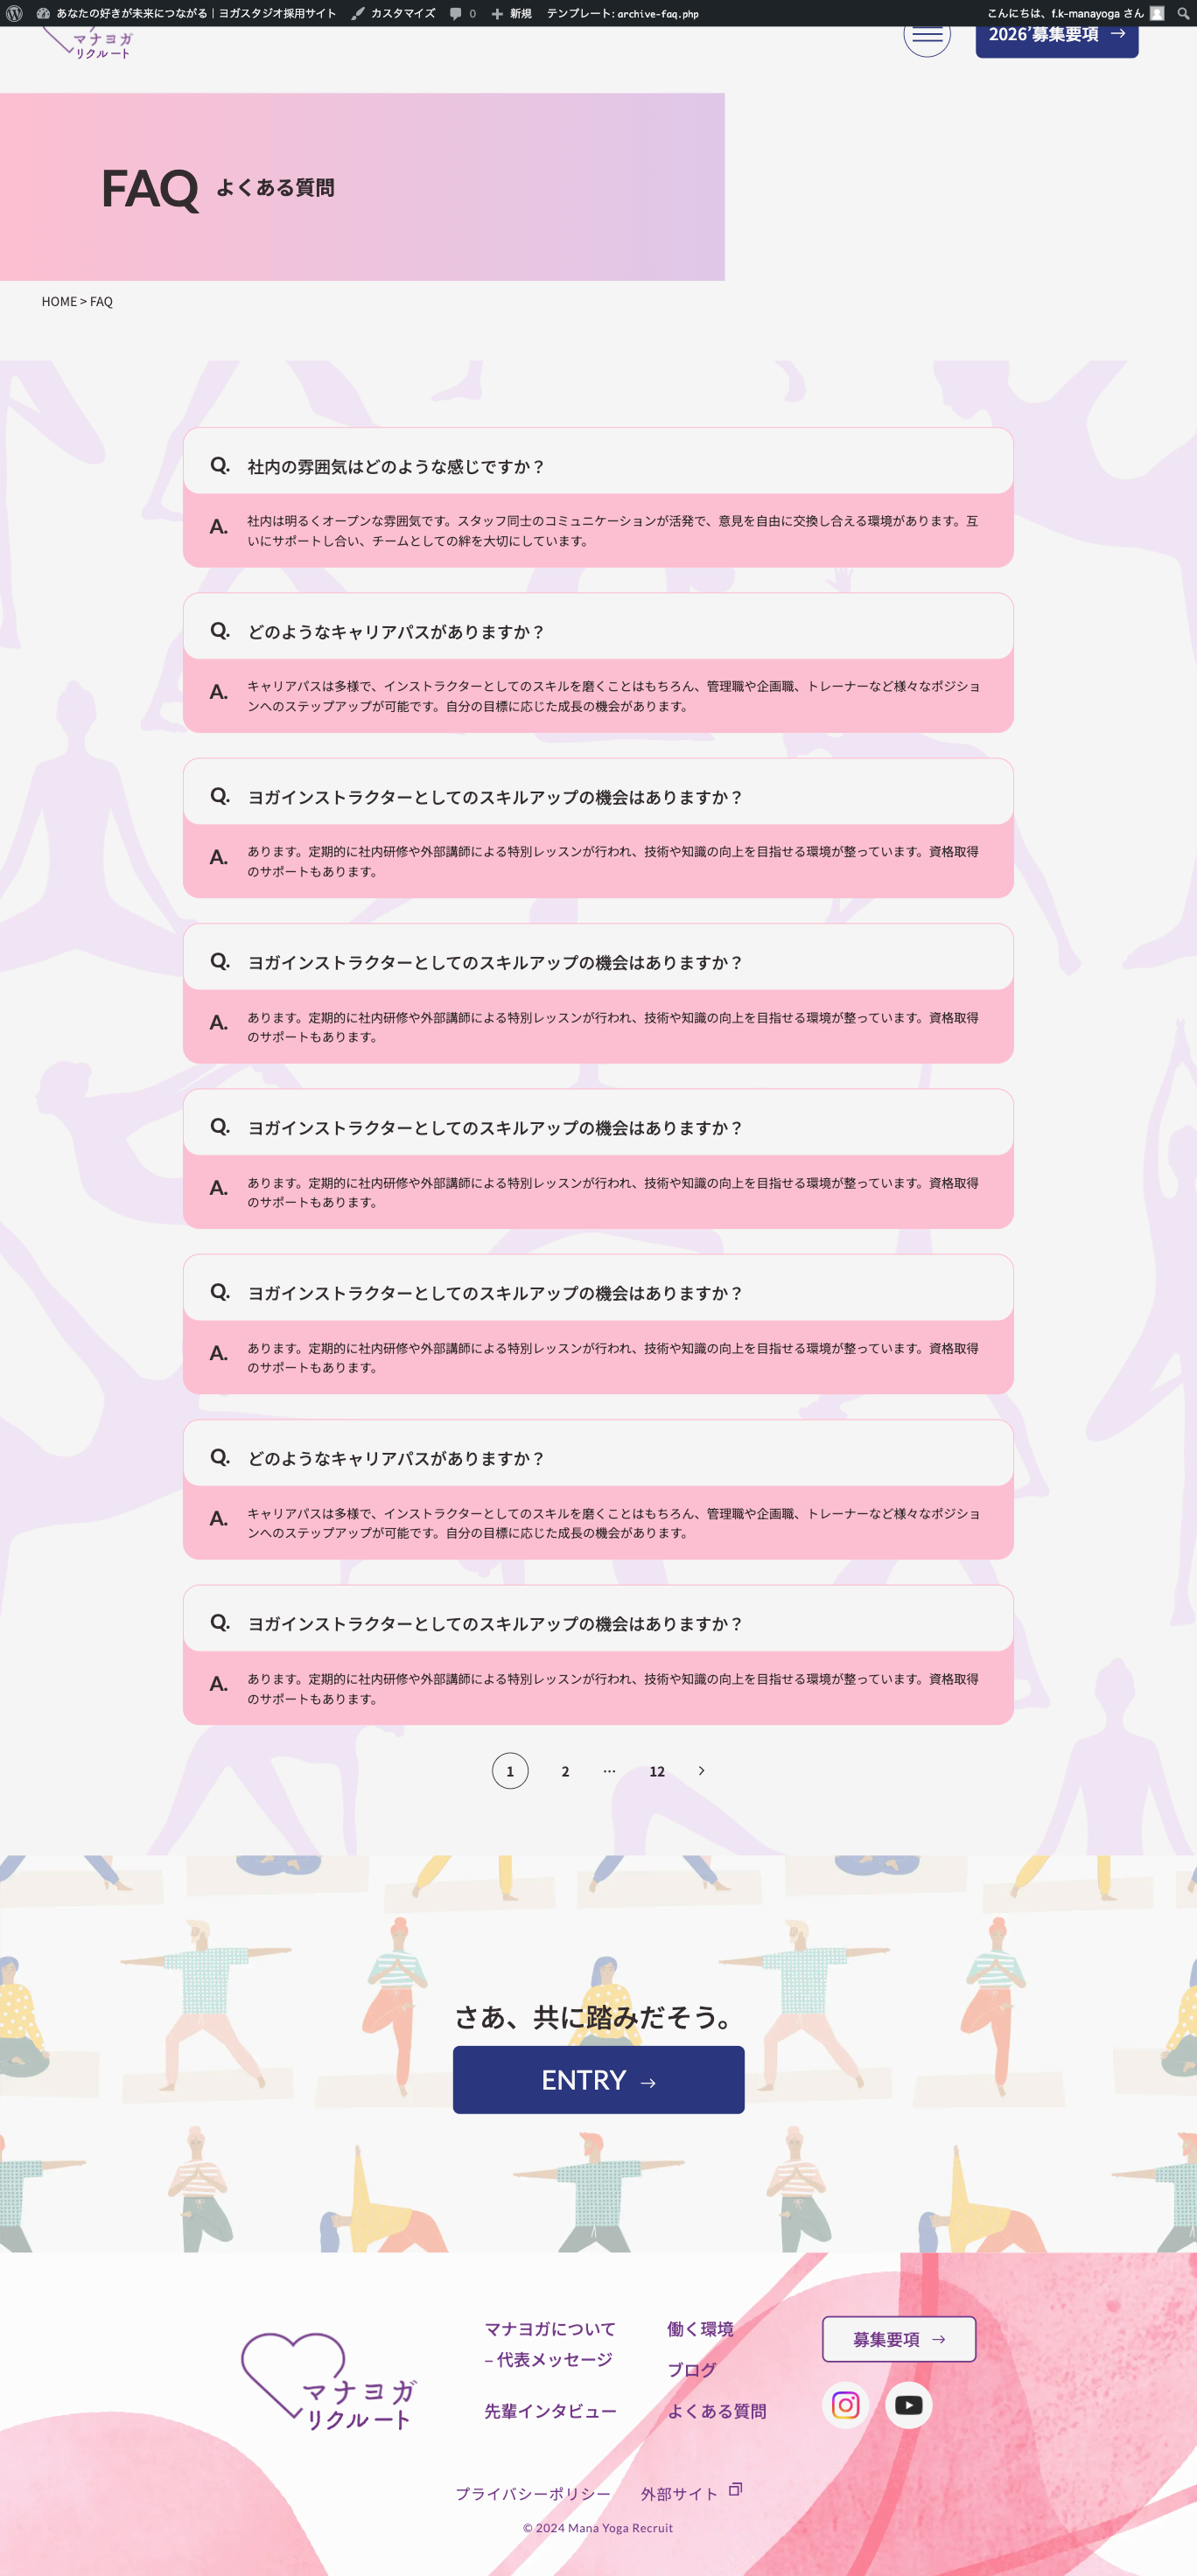 あなたの好きが未来につながる | ヨガスタジオ採用サイト カスタマイズ 0 新規 テンプレート: archive-faq.php こんにちは、f.k-manayoga さん
マナヨガ
リクルート
2026’募集要項 →
FAQ よくある質問
HOME > FAQ
Q. 社内の雰囲気はどのような感じですか？
A. 社内は明るくオープンな雰囲気です。スタッフ同士のコミュニケーションが活発で、意見を自由に交換し合える環境があります。互
いにサポートし合い、チームとしての絆を大切にしています。
Q. どのようなキャリアパスがありますか？
A. キャリアパスは多様で、インストラクターとしてのスキルを磨くことはもちろん、管理職や企画職、トレーナーなど様々なポジショ
ンへのステップアップが可能です。自分の目標に応じた成長の機会があります。
Q. ヨガインストラクターとしてのスキルアップの機会はありますか？
A. あります。定期的に社内研修や外部講師による特別レッスンが行われ、技術や知識の向上を目指せる環境が整っています。資格取得
のサポートもあります。
Q. ヨガインストラクターとしてのスキルアップの機会はありますか？
A. あります。定期的に社内研修や外部講師による特別レッスンが行われ、技術や知識の向上を目指せる環境が整っています。資格取得
のサポートもあります。
Q. ヨガインストラクターとしてのスキルアップの機会はありますか？
A. あります。定期的に社内研修や外部講師による特別レッスンが行われ、技術や知識の向上を目指せる環境が整っています。資格取得
のサポートもあります。
Q. ヨガインストラクターとしてのスキルアップの機会はありますか？
A. あります。定期的に社内研修や外部講師による特別レッスンが行われ、技術や知識の向上を目指せる環境が整っています。資格取得
のサポートもあります。
Q. どのようなキャリアパスがありますか？
A. キャリアパスは多様で、インストラクターとしてのスキルを磨くことはもちろん、管理職や企画職、トレーナーなど様々なポジショ
ンへのステップアップが可能です。自分の目標に応じた成長の機会があります。
Q. ヨガインストラクターとしてのスキルアップの機会はありますか？
A. あります。定期的に社内研修や外部講師による特別レッスンが行われ、技術や知識の向上を目指せる環境が整っています。資格取得
のサポートもあります。
1 2 … 12 >
さあ、共に踏みだそう。
ENTRY →
マナヨガ
リクルート
マナヨガについて
– 代表メッセージ
先輩インタビュー
働く環境
ブログ
よくある質問
募集要項 →
プライバシーポリシー 外部サイト
© 2024 Mana Yoga Recruit